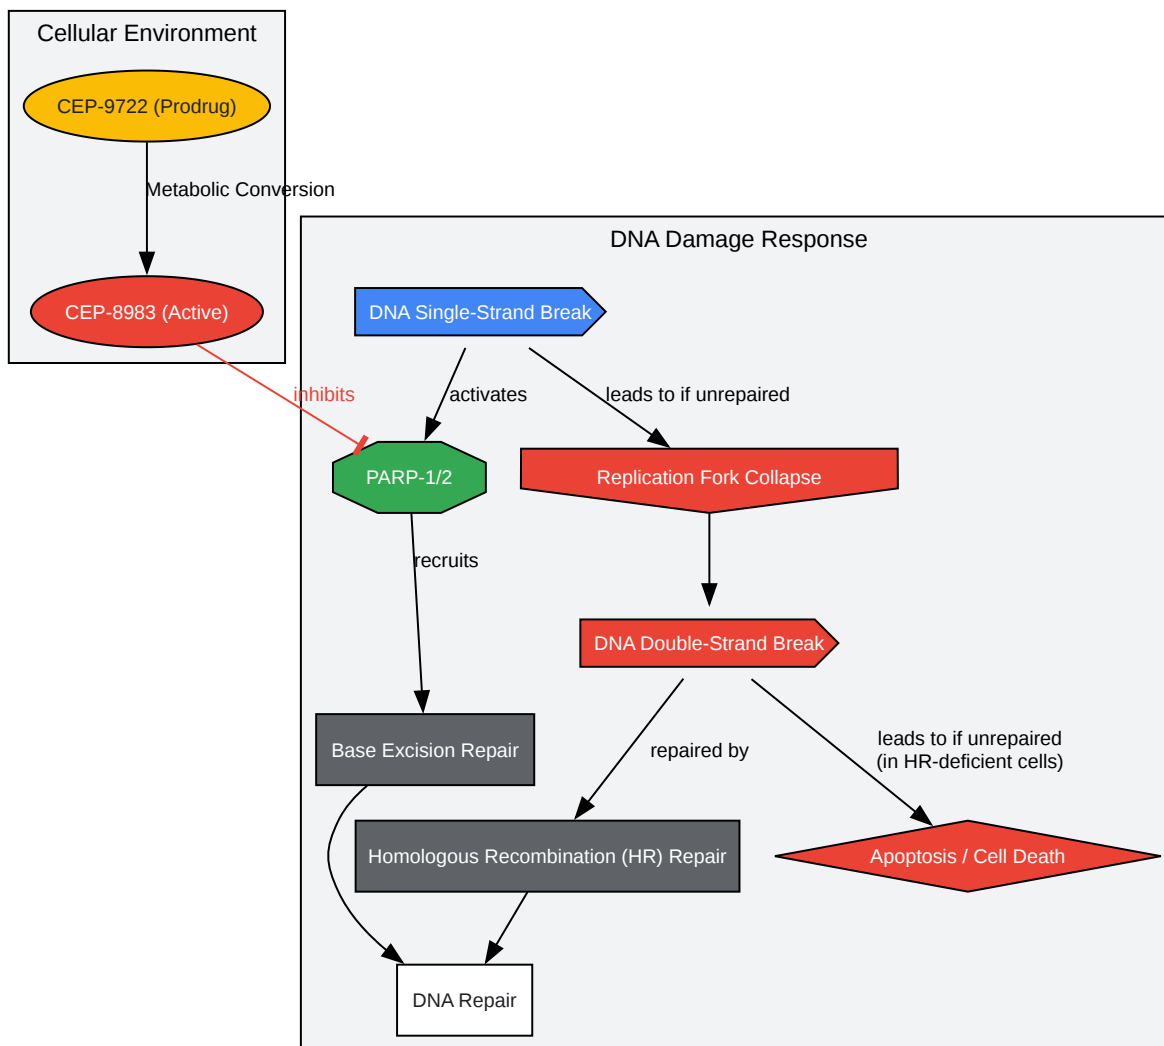 Cellular Environment
CEP-9722 (Prodrug)
Metabolic Conversion
CEP-8983 (Active)
inhibits
DNA Damage Response
DNA Single-Strand Break
activates
leads to if unrepaired
PARP-1/2
Replication Fork Collapse
recruits
DNA Double-Strand Break
Base Excision Repair
repaired by
leads to if unrepaired
(in HR-deficient cells)
Homologous Recombination (HR) Repair
Apoptosis / Cell Death
DNA Repair